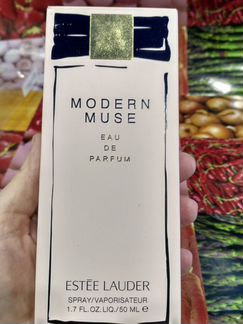 MODERN
MUSE
EAU
DE
PARFUM
ESTĒE LAUDER
SPRAY/VAPORISATEUR
1.7 FL.OZ.LIQ./50 ML ℮